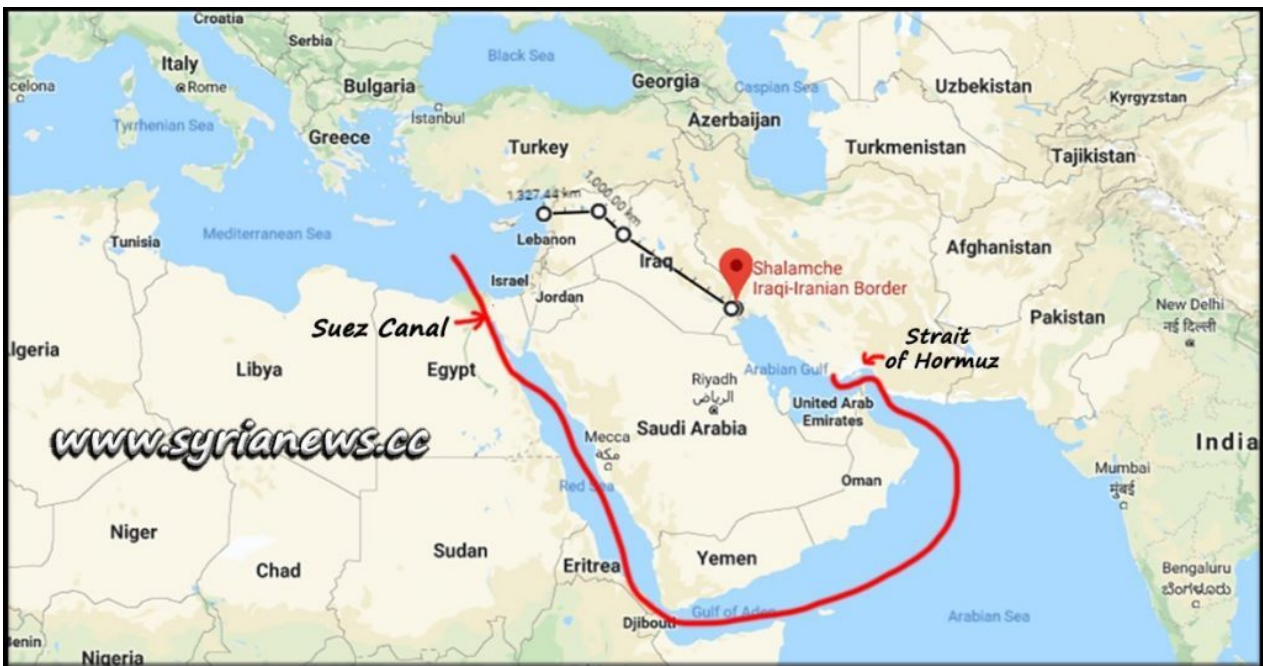 Croatia
Serbia
Italy
Rome
celona
Black Sea
Bulgaria
Georgia
Caspian Sea
Uzbekistan
Kyrgyzstan
Tyrrhenian Sea
Greece
İstanbul
Azerbaijan
Turkey
Turkmenistan
Tajikistan
1,327.44 km
1,000.00 km
Tunisia
Mediterranean Sea
Lebanon
Iraq
Afghanistan
Israel
Jordan
Shalamche
Iraqi-Iranian Border
New Delhi
नई दिल्ली
Pakistan
Suez Canal
Strait
of Hormuz
lgeria
Libya
Egypt
Arabian Gulf
Riyadh
الرياض
United Arab
Emirates
www.syrianews.cc
Mecca
مكة
Saudi Arabia
India
Mumbai
मुंबई
Red Sea
Oman
Niger
Chad
Sudan
Eritrea
Yemen
Bengaluru
ಬೆಂಗಳೂರು
Djibouti
Gulf of Aden
Arabian Sea
enin
Nigeria